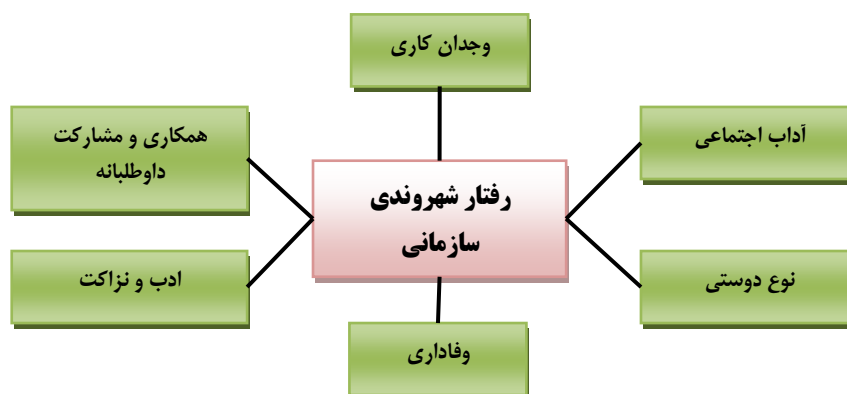 وجدان کاری
همکاری و مشارکت
داوطلبانه
آداب اجتماعی
رفتار شهروندی
سازمانی
ادب و نزاکت
نوع دوستی
وفاداری